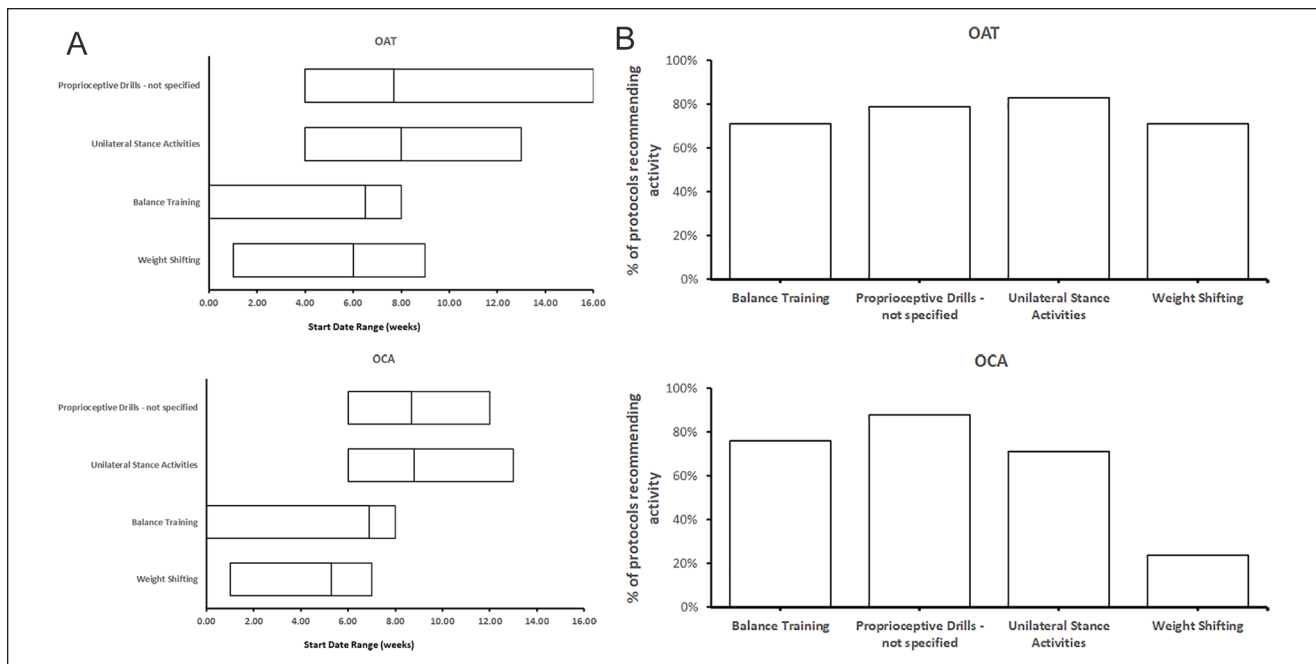 A
OAT
Proprioceptive Drills - not specified
Unilateral Stance Activities
Balance Training
Weight Shifting
0.00 2.00 4.00 6.00 8.00 10.00 12.00 14.00 16.00
Start Date Range (weeks)
OCA
Proprioceptive Drills - not specified
Unilateral Stance Activities
Balance Training
Weight Shifting
0.00 2.00 4.00 6.00 8.00 10.00 12.00 14.00 16.00
Start Date Range (weeks)
B
OAT
% of protocols recommending
activity
100%
80%
60%
40%
20%
0%
Balance Training
Proprioceptive Drills -
not specified
Unilateral Stance
Activities
Weight Shifting
OCA
% of protocols recommending
activity
100%
80%
60%
40%
20%
0%
Balance Training
Proprioceptive Drills -
not specified
Unilateral Stance
Activities
Weight Shifting